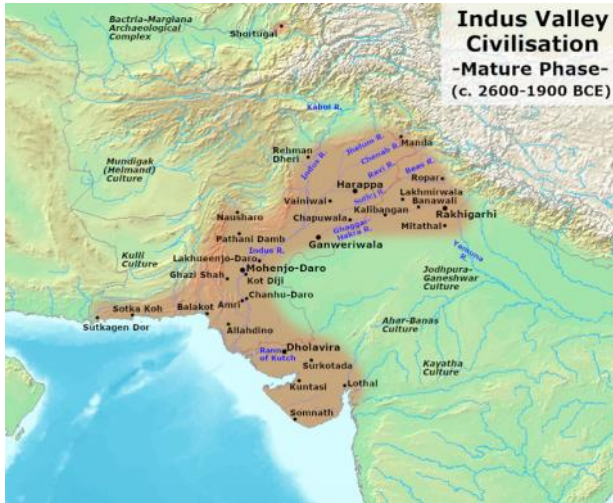 Indus Valley
Civilisation
-Mature Phase-
(c. 2600-1900 BCE)
Bactria-Margiana
Archaeological
Complex
Shortugai
Kabul R.
Manda
Rehman
Dheri
Indus R.
Jhelum R.
Chenab R.
Ravi R.
Beas R.
Sutlej R.
Mundigak
(Helmand)
Culture
Harappa
Ropar
Lakhmirwala
Banawali
Vainiwal
Kalibangan
Rakhigarhi
Chapuwala
Mitathal
Nausharo
Ghaggar-
Hakra R.
Ganweriwala
Pathani Damb
Yamuna
R.
Kulli
Culture
Indus R.
Lakhueenjo-Daro
Mohenjo-Daro
Ghazi Shah
Kot Diji
Jodhpura-
Ganeshwar
Culture
Chanhu-Daro
Amri
Sotka Koh
Balakot
Sutkagen Dor
Allahdino
Ahar-Banas
Culture
Dholavira
Rann
of Kutch
Surkotada
Kayatha
Culture
Kuntasi
Lothal
Somnath